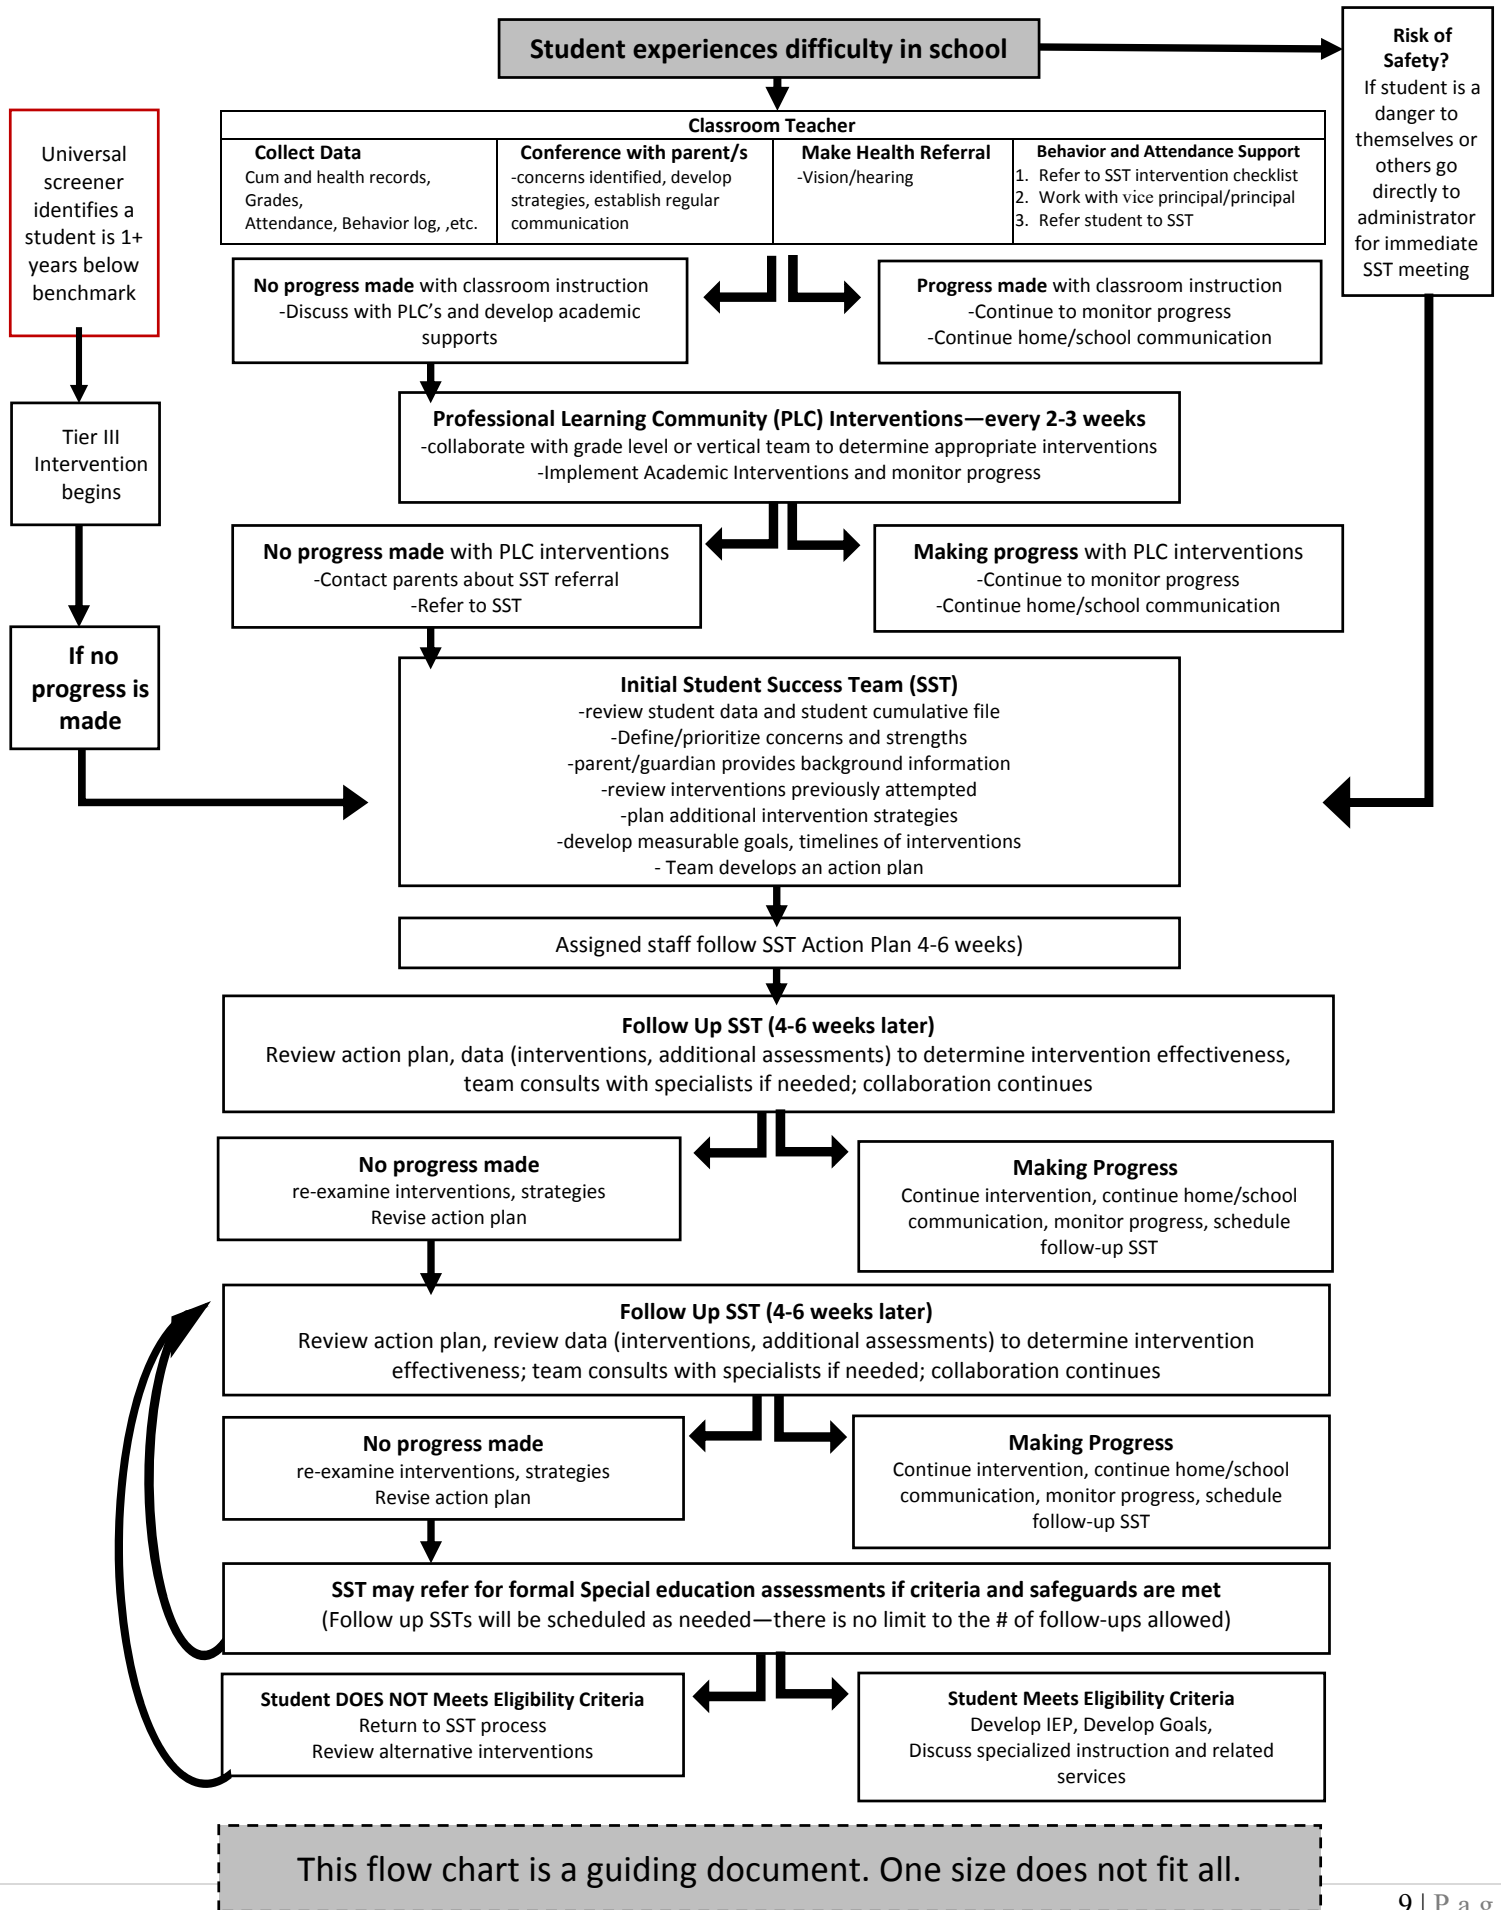 Student experiences difficulty in school
Risk of
Safety?
If student is a
danger to
themselves or
others go
directly to
administrator
for immediate
SST meeting
Universal
screener
identifies a
student is 1+
years below
benchmark
Classroom Teacher
Collect Data
Cum and health records,
Grades,
Attendance, Behavior log, ,etc.
Conference with parent/s
-concerns identified, develop
strategies, establish regular
communication
Make Health Referral
-Vision/hearing
Behavior and Attendance Support
1. Refer to SST intervention checklist
2. Work with vice principal/principal
3. Refer student to SST
No progress made with classroom instruction
-Discuss with PLC's and develop academic
supports
Progress made with classroom instruction
-Continue to monitor progress
-Continue home/school communication
Tier III
Intervention
begins
Professional Learning Community (PLC) Interventions—every 2-3 weeks
-collaborate with grade level or vertical team to determine appropriate interventions
-Implement Academic Interventions and monitor progress
No progress made with PLC interventions
-Contact parents about SST referral
-Refer to SST
Making progress with PLC interventions
-Continue to monitor progress
-Continue home/school communication
If no
progress is
made
Initial Student Success Team (SST)
-review student data and student cumulative file
-Define/prioritize concerns and strengths
-parent/guardian provides background information
-review interventions previously attempted
-plan additional intervention strategies
-develop measurable goals, timelines of interventions
- Team develops an action plan
Assigned staff follow SST Action Plan 4-6 weeks)
Follow Up SST (4-6 weeks later)
Review action plan, data (interventions, additional assessments) to determine intervention effectiveness,
team consults with specialists if needed; collaboration continues
No progress made
re-examine interventions, strategies
Revise action plan
Making Progress
Continue intervention, continue home/school
communication, monitor progress, schedule
follow-up SST
Follow Up SST (4-6 weeks later)
Review action plan, review data (interventions, additional assessments) to determine intervention
effectiveness; team consults with specialists if needed; collaboration continues
No progress made
re-examine interventions, strategies
Revise action plan
Making Progress
Continue intervention, continue home/school
communication, monitor progress, schedule
follow-up SST
SST may refer for formal Special education assessments if criteria and safeguards are met
(Follow up SSTs will be scheduled as needed—there is no limit to the # of follow-ups allowed)
Student DOES NOT Meets Eligibility Criteria
Return to SST process
Review alternative interventions
Student Meets Eligibility Criteria
Develop IEP, Develop Goals,
Discuss specialized instruction and related
services
This flow chart is a guiding document. One size does not fit all.
9 | P a g